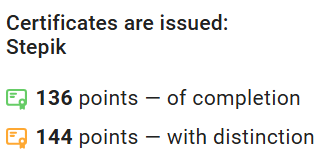 Certificates are issued:
Stepik
136 points — of completion
144 points — with distinction